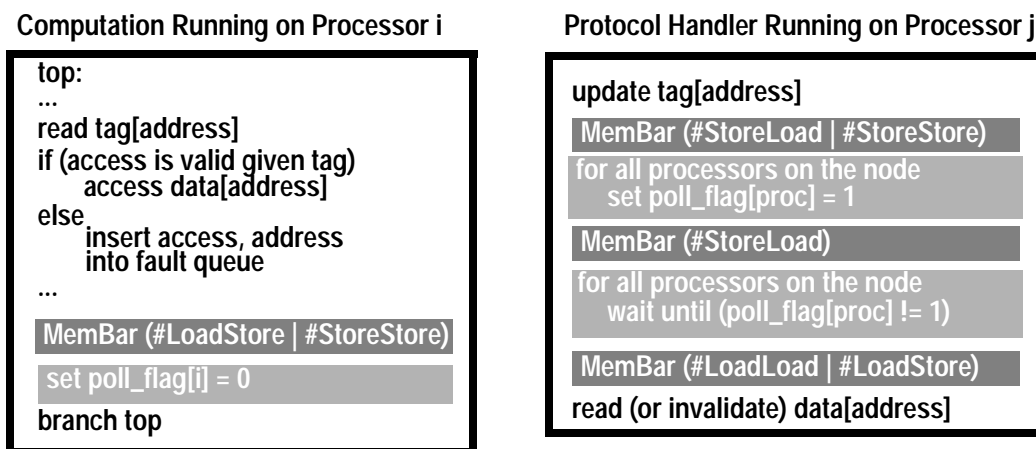 Computation Running on Processor i
top:
...
read tag[address]
if (access is valid given tag)
access data[address]
else
insert access, address
into fault queue
...
MemBar (#LoadStore | #StoreStore)
set poll_flag[i] = 0
branch top
Protocol Handler Running on Processor j
update tag[address]
MemBar (#StoreLoad | #StoreStore)
for all processors on the node
set poll_flag[proc] = 1
MemBar (#StoreLoad)
for all processors on the node
wait until (poll_flag[proc] != 1)
MemBar (#LoadLoad | #LoadStore)
read (or invalidate) data[address]